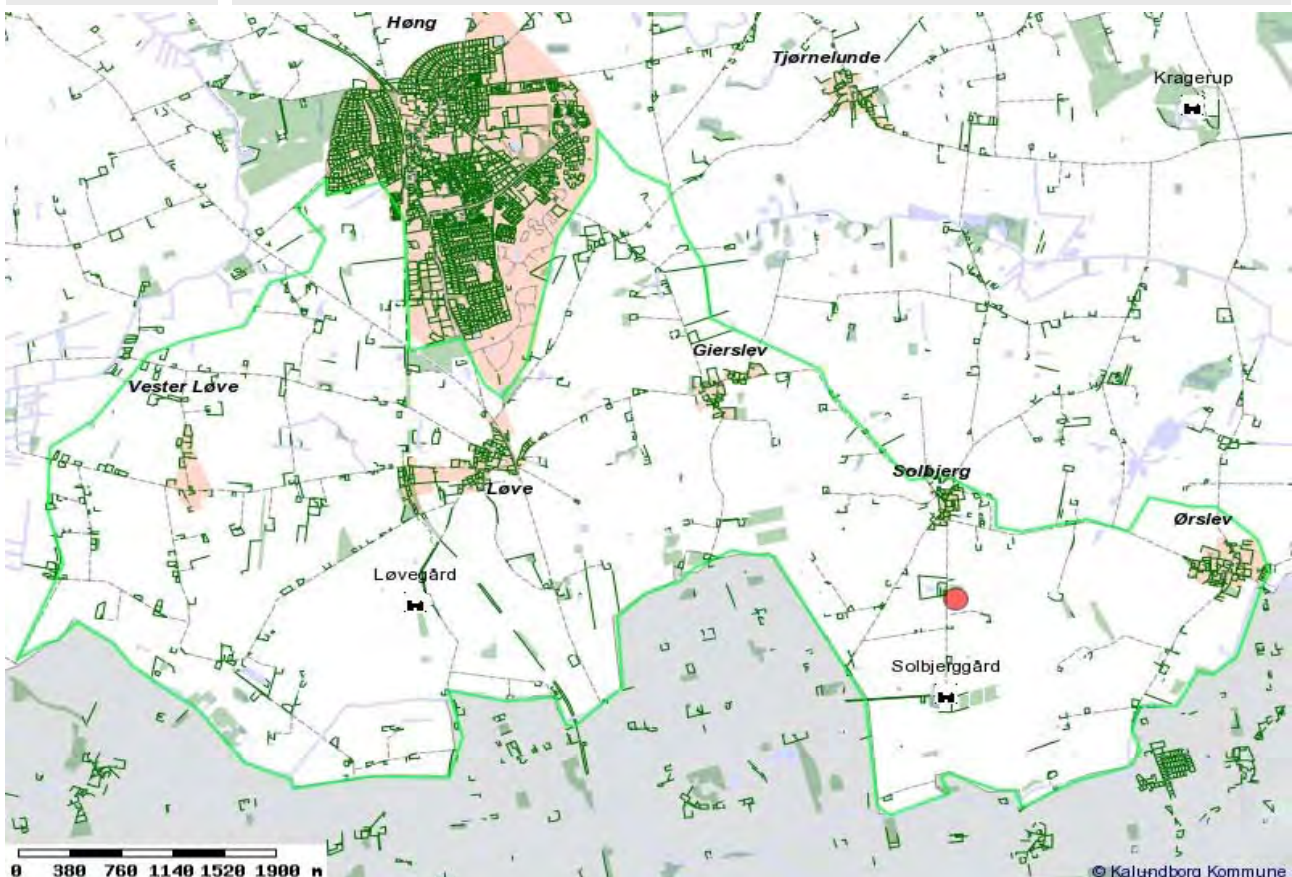 Høng
Tjørnelunde
Kragerup
Gierslev
Vester Løve
Solbjerg
Løve
Ørslev
Løvegård
Solbjerggård
0 380 760 1140 1520 1900 m
© Kalundborg Kommune